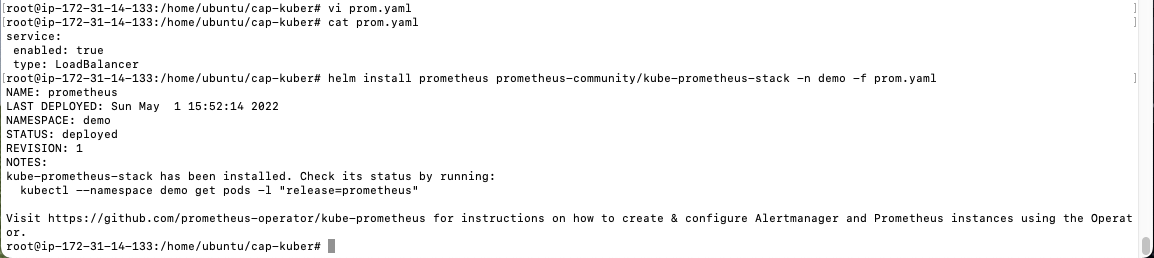 [root@ip-172-31-14-133:/home/ubuntu/cap-kuber# vi prom.yaml ]
[root@ip-172-31-14-133:/home/ubuntu/cap-kuber# cat prom.yaml ]
service:
 enabled: true
 type: LoadBalancer
[root@ip-172-31-14-133:/home/ubuntu/cap-kuber# helm install prometheus prometheus-community/kube-prometheus-stack -n demo -f prom.yaml ]
NAME: prometheus
LAST DEPLOYED: Sun May  1 15:52:14 2022
NAMESPACE: demo
STATUS: deployed
REVISION: 1
NOTES:
kube-prometheus-stack has been installed. Check its status by running:
  kubectl --namespace demo get pods -l "release=prometheus"
Visit https://github.com/prometheus-operator/kube-prometheus for instructions on how to create & configure Alertmanager and Prometheus instances using the Operat
or.
root@ip-172-31-14-133:/home/ubuntu/cap-kuber#